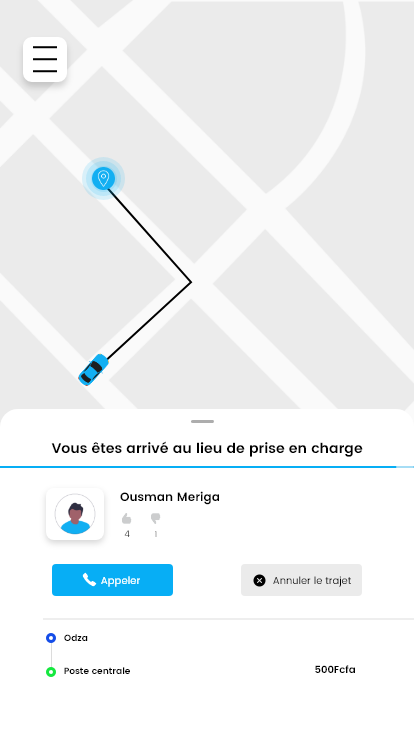 Vous êtes arrivé au lieu de prise en charge
Ousman Meriga
4 1
Appeler
Annuler le trajet
Odza
Poste centrale
500Fcfa